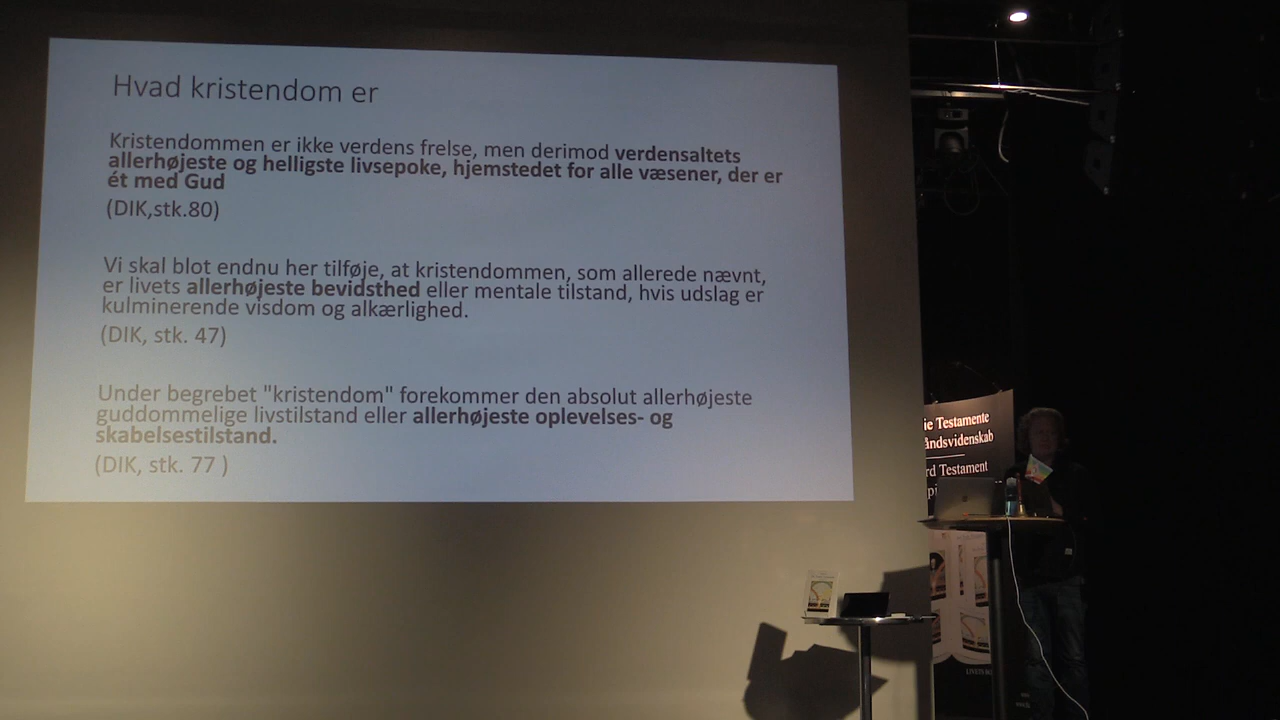 Hvad kristendom er
Kristendommen er ikke verdens frelse, men derimod verdensaltets
allerhøjeste og helligste livsepoke, hjemstedet for alle væsener, der er
ét med Gud
(DIK,stk.80)
Vi skal blot endnu her tilføje, at kristendommen, som allerede nævnt,
er livets allerhøjeste bevidsthed eller mentale tilstand, hvis udslag er
kulminerende visdom og alkærlighed.
(DIK, stk. 47)
Under begrebet "kristendom" forekommer den absolut allerhøjeste
guddommelige livstilstand eller allerhøjeste oplevelses- og
skabelsestilstand.
(DIK, stk. 77 )
ie Testamente
åndsvidenskab
rd Testament